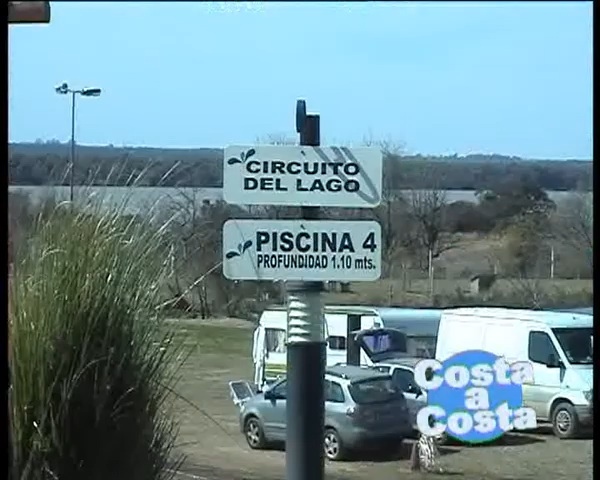 CIRCUITO
DEL LAGO
PISCINA 4
PROFUNDIDAD 1.10 mts.
Costa
a
Costa